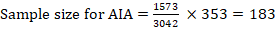 Sample size for AIA = 1573/3042 × 353 = 183